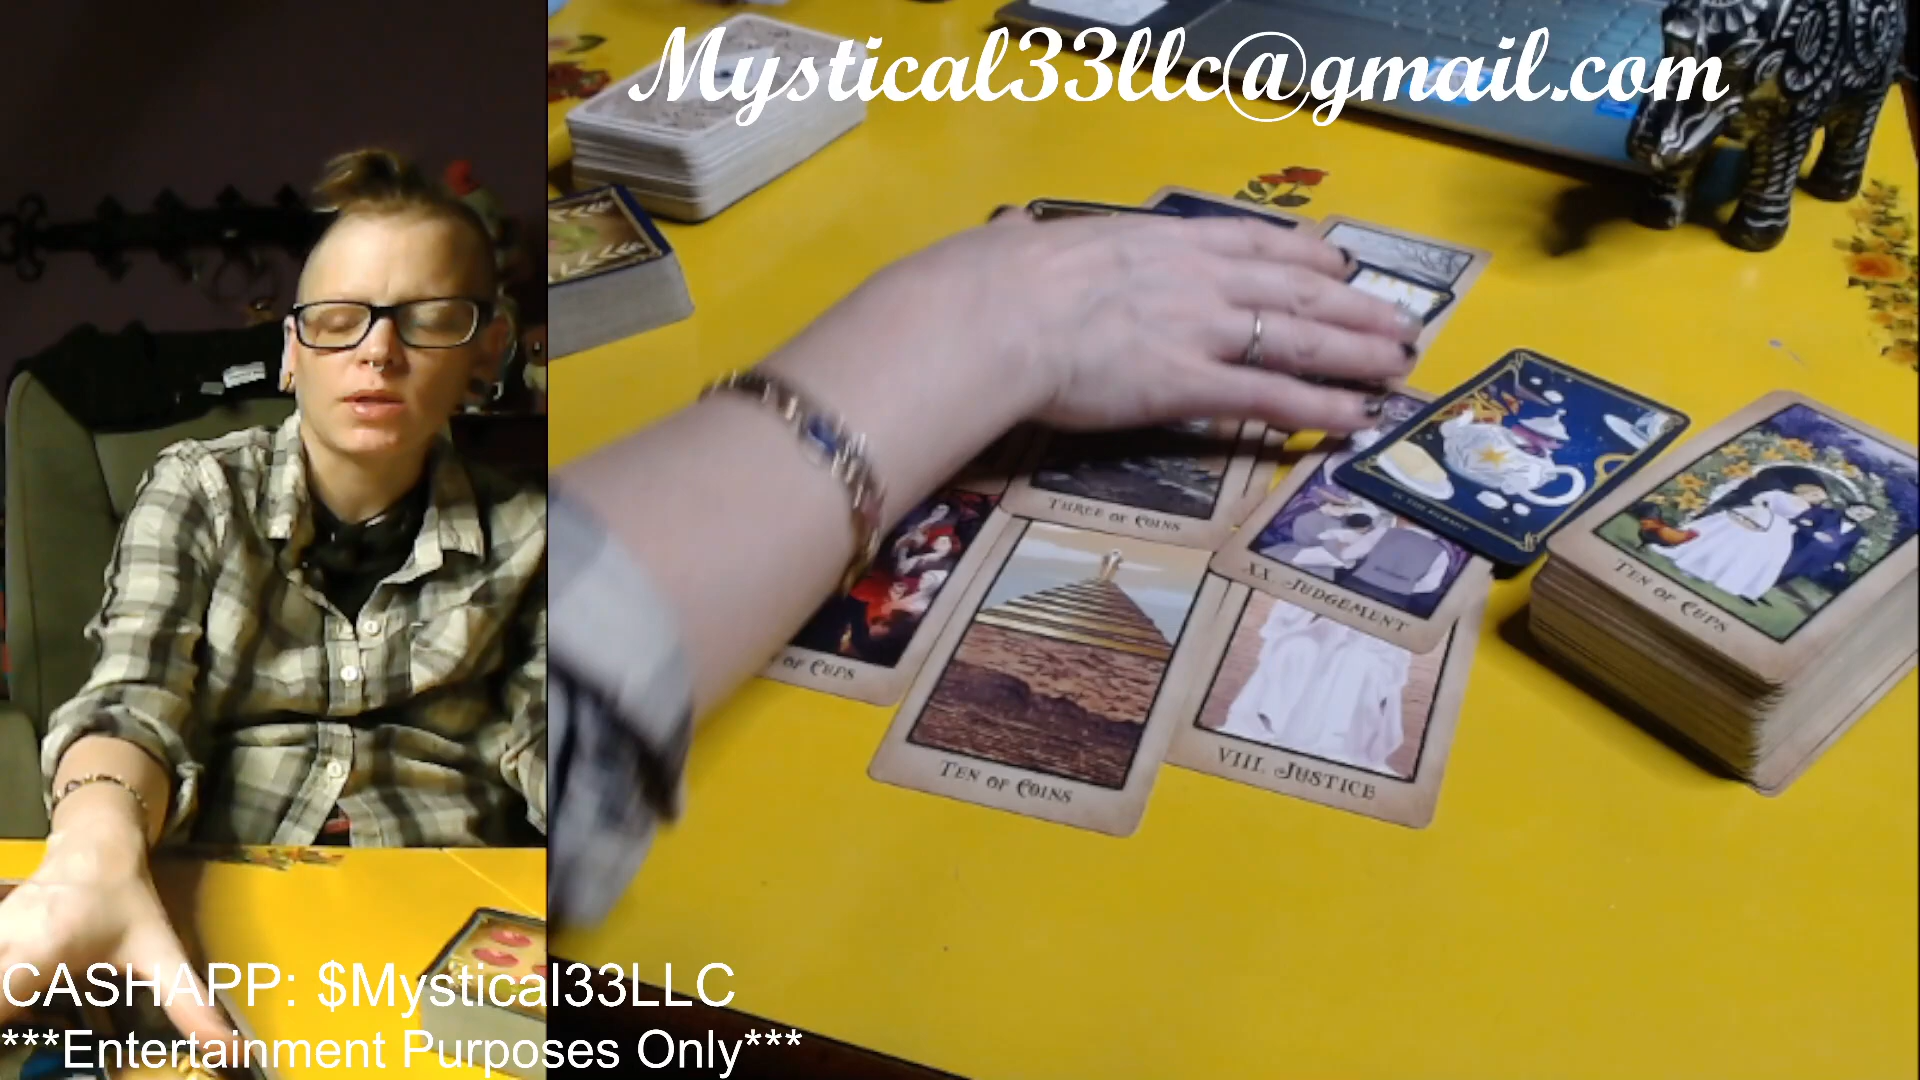 Mystical33llc@gmail.com
THREE OF COINS
XX. JUDGEMENT
TEN OF CUPS
OF CUPS
TEN OF COINS
VIII. JUSTICE
CASHAPP: $Mystical33LLC
***Entertainment Purposes Only***